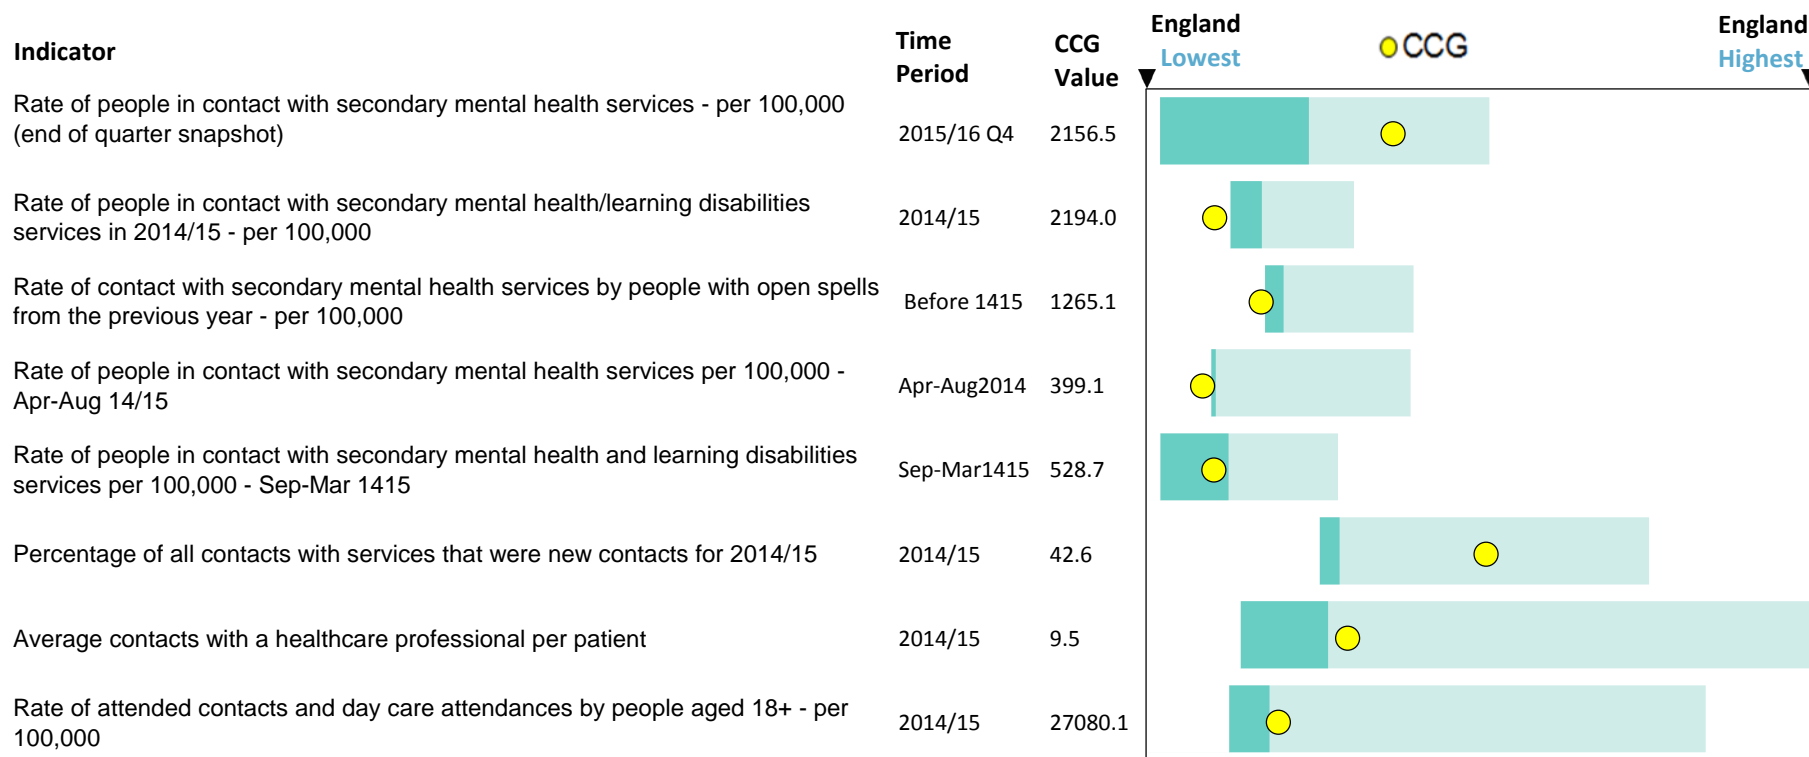 Indicator
Time Period
CCG Value
England Lowest
CCG
England Highest
Rate of people in contact with secondary mental health services - per 100,000
(end of quarter snapshot)
2015/16 Q4 2156.5
Rate of people in contact with secondary mental health/learning disabilities
services in 2014/15 - per 100,000
2014/15 2194.0
Rate of contact with secondary mental health services by people with open spells
from the previous year - per 100,000
Before 1415 1265.1
Rate of people in contact with secondary mental health services per 100,000 -
Apr-Aug 14/15
Apr-Aug2014 399.1
Rate of people in contact with secondary mental health and learning disabilities
services per 100,000 - Sep-Mar 1415
Sep-Mar1415 528.7
Percentage of all contacts with services that were new contacts for 2014/15
2014/15 42.6
Average contacts with a healthcare professional per patient
2014/15 9.5
Rate of attended contacts and day care attendances by people aged 18+ - per
100,000
2014/15 27080.1